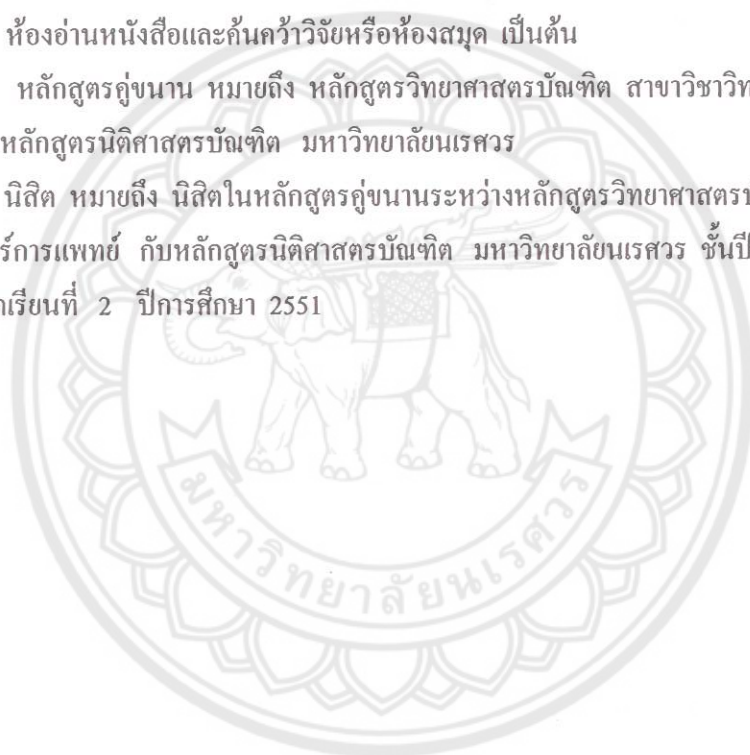 ห้องอ่านหนังสือและค้นคว้าวิจัยหรือห้องสมุด เป็นต้น
หลักสูตรคู่ขนาน หมายถึง หลักสูตรวิทยาศาสตรบัณฑิต สาขาวิชาวิท
หลักสูตรนิติศาสตรบัณฑิต มหาวิทยาลัยนเรศวร
นิสิต หมายถึง นิสิตในหลักสูตรคู่ขนานระหว่างหลักสูตรวิทยาศาสตรบ
ร์การแพทย์ กับหลักสูตรนิติศาสตรบัณฑิต มหาวิทยาลัยนเรศวร ชั้นปี
เรียนที่ 2 ปีการศึกษา 2551
มหาวิทยาลัยนเรศวร